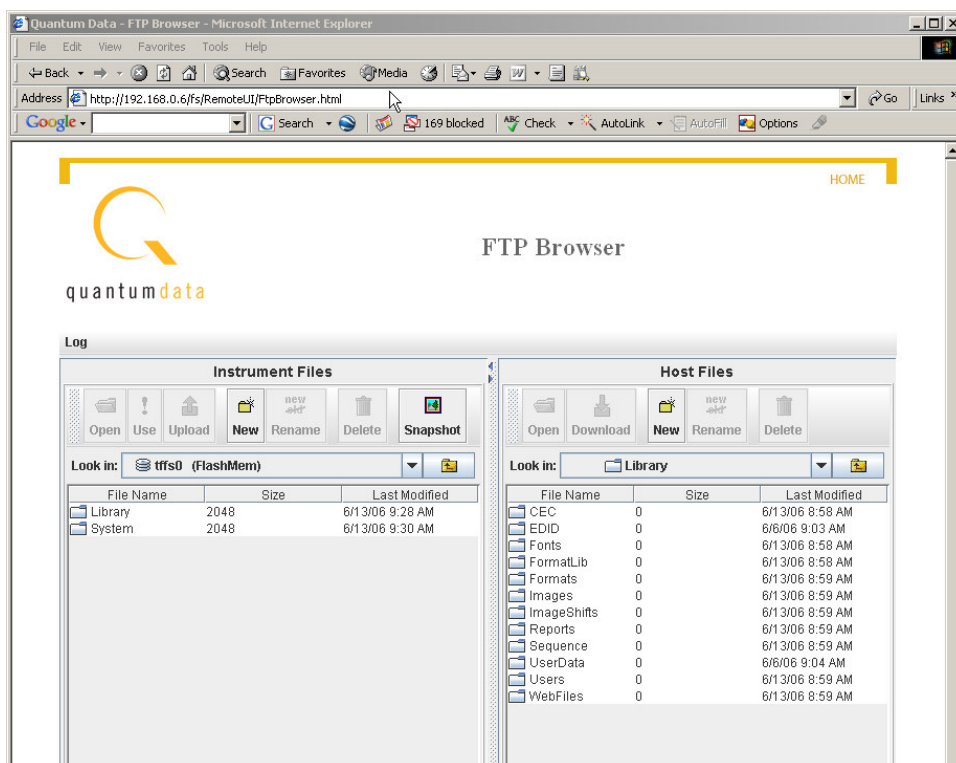 Quantum Data - FTP Browser - Microsoft Internet Explorer
File Edit View Favorites Tools Help
Back Search Favorites Media
Address http://192.168.0.6/fs/RemoteUI/FtpBrowser.html Go Links »
Google Search 169 blocked ABC Check AutoLink AutoFill Options
HOME
FTP Browser
quantumdata
Log
Instrument Files
Open Use Upload New new old Rename Delete Snapshot
Look in: tffs0 (FlashMem)
File Name Size Last Modified
Library 2048 6/13/06 9:28 AM
System 2048 6/13/06 9:30 AM
Host Files
Open Download New new old Rename Delete
Look in: Library
File Name Size Last Modified
CEC 0 6/13/06 8:58 AM
EDID 0 6/6/06 9:03 AM
Fonts 0 6/13/06 8:58 AM
FormatLib 0 6/13/06 8:58 AM
Formats 0 6/13/06 8:59 AM
Images 0 6/13/06 8:59 AM
ImageShifts 0 6/13/06 8:59 AM
Reports 0 6/13/06 8:59 AM
Sequence 0 6/13/06 8:59 AM
UserData 0 6/6/06 9:04 AM
Users 0 6/13/06 8:59 AM
WebFiles 0 6/13/06 8:59 AM